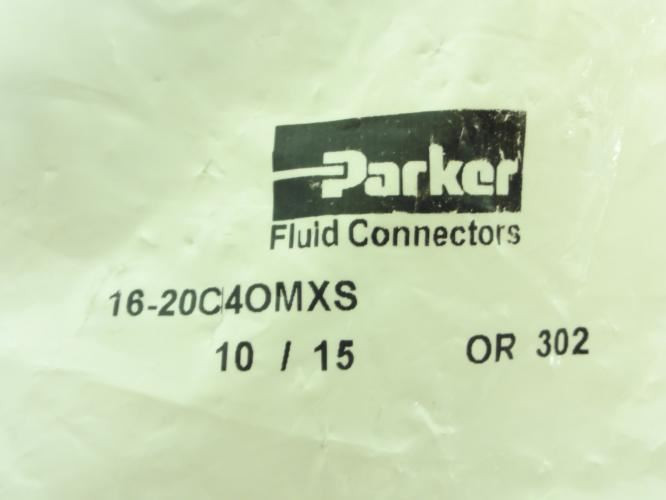 Parker
Fluid Connectors
16-20C4OMXS
10 / 15 OR 302